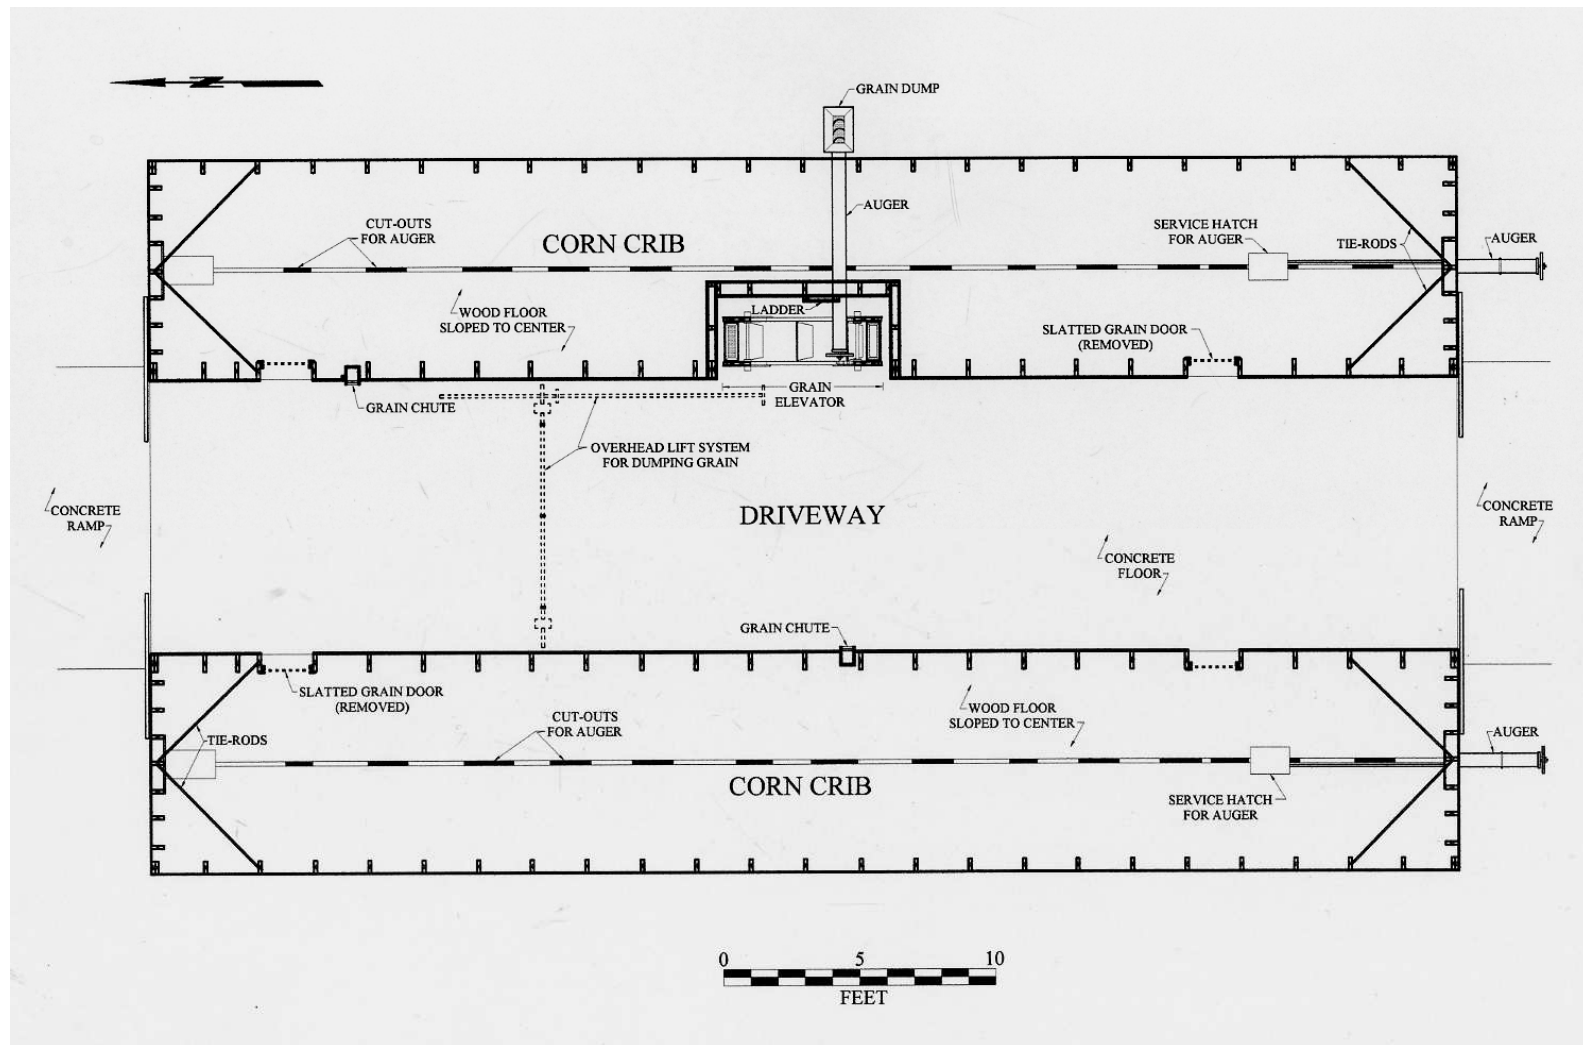 N
GRAIN DUMP
AUGER
CUT-OUTS
FOR AUGER
CORN CRIB
SERVICE HATCH
FOR AUGER
TIE-RODS
AUGER
WOOD FLOOR
SLOPED TO CENTER
LADDER
SLATTED GRAIN DOOR
(REMOVED)
GRAIN
ELEVATOR
GRAIN CHUTE
OVERHEAD LIFT SYSTEM
FOR DUMPING GRAIN
CONCRETE
RAMP
DRIVEWAY
CONCRETE
RAMP
CONCRETE
FLOOR
GRAIN CHUTE
SLATTED GRAIN DOOR
(REMOVED)
WOOD FLOOR
SLOPED TO CENTER
CUT-OUTS
FOR AUGER
TIE-RODS
AUGER
CORN CRIB
SERVICE HATCH
FOR AUGER
0 5 10
FEET